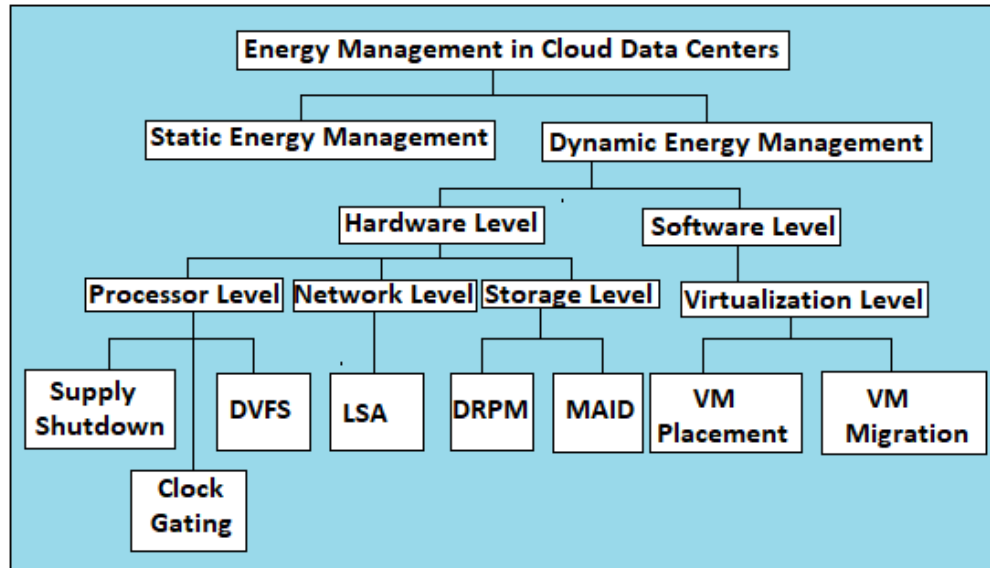 Energy Management in Cloud Data Centers
Static Energy Management
Dynamic Energy Management
Hardware Level
Software Level
Processor Level
Network Level
Storage Level
Virtualization Level
Supply
Shutdown
DVFS
LSA
DRPM
MAID
VM
Placement
VM
Migration
Clock
Gating